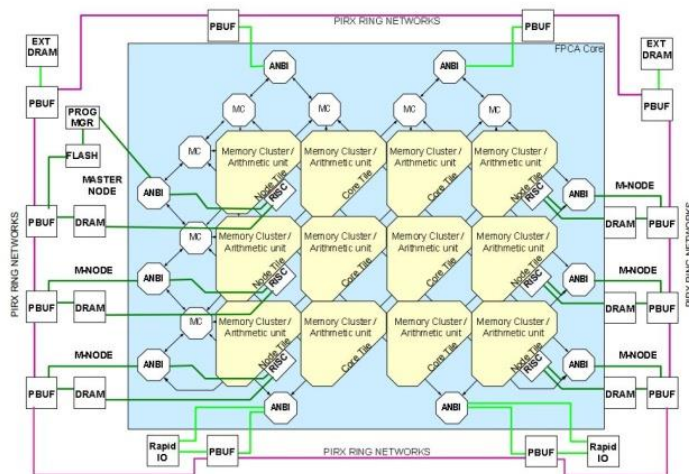 PBUF
PIRX RING NETWORKS
PBUF
EXT
DRAM
ANBI
ANBI
FPCA Core
EXT
DRAM
PBUF
MC
MC
MC
MC
PBUF
PROG
MGR
MC
FLASH
Memory Cluster /
Arithmetic unit
Memory Cluster /
Arithmetic unit
Memory Cluster /
Arithmetic unit
Memory Cluster /
Arithmetic unit
MASTER
NODE
ANBI
Node Tile
RISC
Core Tile
Core Tile
Node Tile
RISC
ANBI
M-NODE
PBUF
DRAM
DRAM
PBUF
MC
Memory Cluster /
Arithmetic unit
Memory Cluster /
Arithmetic unit
Memory Cluster /
Arithmetic unit
Memory Cluster /
Arithmetic unit
PIRX RING NETWORKS
PIRX RING NETWORKS
M-NODE
ANBI
Node Tile
RISC
Core Tile
Core Tile
Node Tile
RISC
ANBI
M-NODE
PBUF
DRAM
DRAM
PBUF
MC
Memory Cluster /
Arithmetic unit
Memory Cluster /
Arithmetic unit
Memory Cluster /
Arithmetic unit
Memory Cluster /
Arithmetic unit
M-NODE
ANBI
Node Tile
RISC
Core Tile
Core Tile
Node Tile
RISC
ANBI
M-NODE
PBUF
DRAM
DRAM
PBUF
ANBI
ANBI
Rapid
IO
PBUF
PIRX RING NETWORKS
PBUF
Rapid
IO